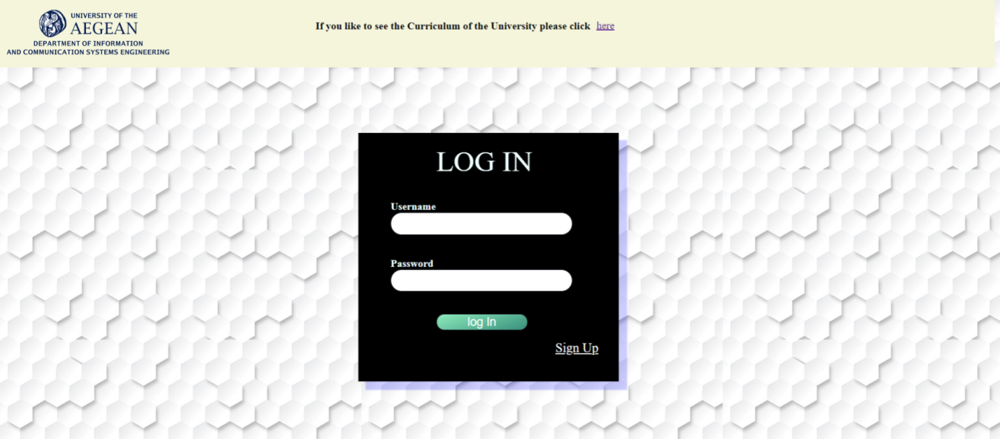 UNIVERSITY OF THE
AEGEAN
DEPARTMENT OF INFORMATION
AND COMMUNICATION SYSTEMS ENGINEERING
If you like to see the Curriculum of the University please click here
LOG IN
Username
Password
log In
Sign Up